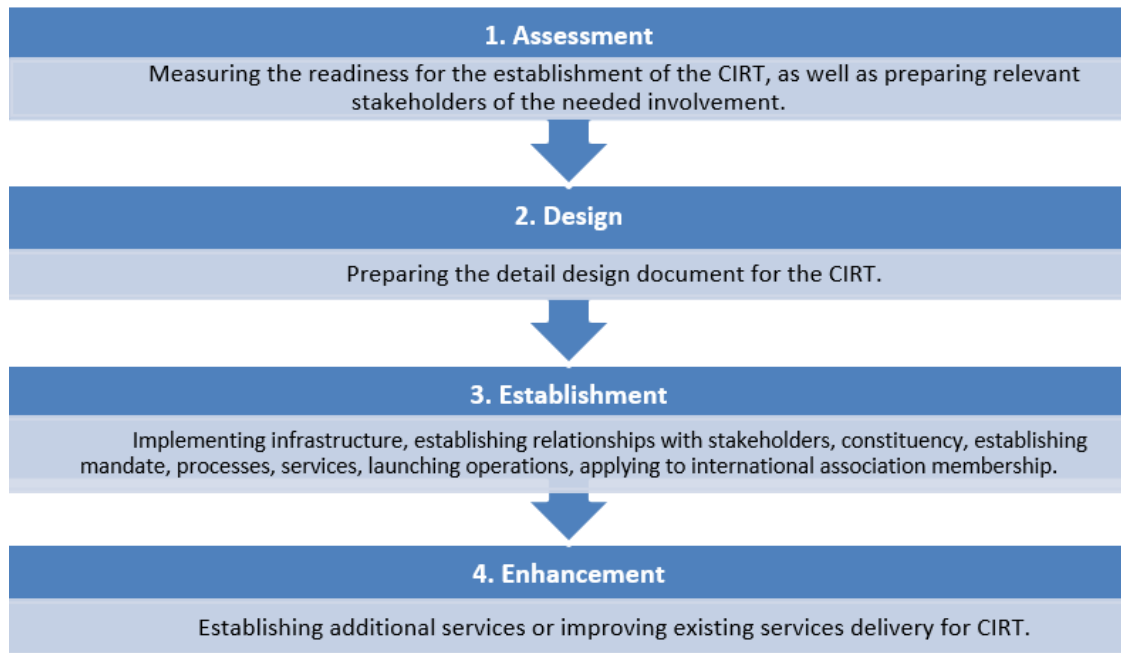 1. Assessment
Measuring the readiness for the establishment of the CIRT, as well as preparing relevant
stakeholders of the needed involvement.
2. Design
Preparing the detail design document for the CIRT.
3. Establishment
Implementing infrastructure, establishing relationships with stakeholders, constituency, establishing
mandate, processes, services, launching operations, applying to international association membership.
4. Enhancement
Establishing additional services or improving existing services delivery for CIRT.